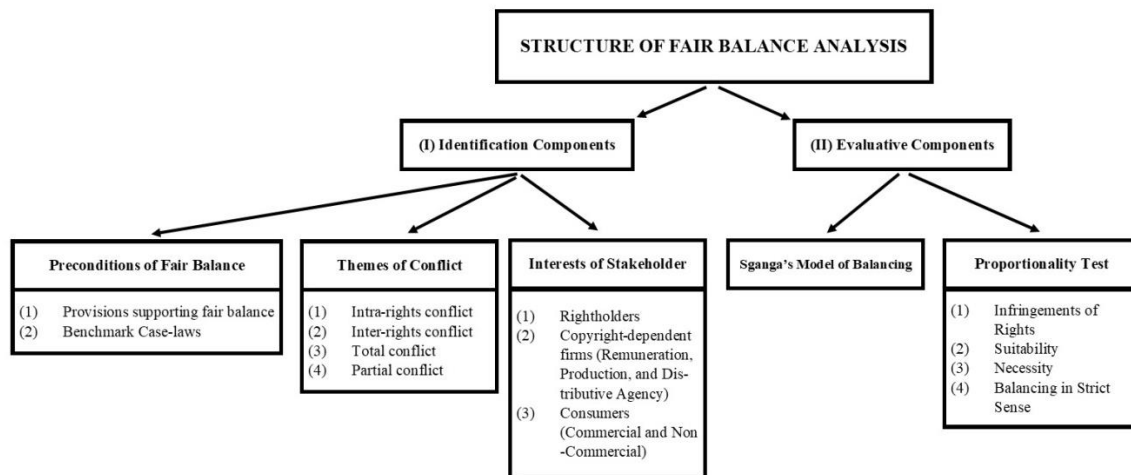 STRUCTURE OF FAIR BALANCE ANALYSIS
(I) Identification Components
(II) Evaluative Components
Preconditions of Fair Balance
(1) Provisions supporting fair balance
(2) Benchmark Case-laws
Themes of Conflict
(1) Intra-rights conflict
(2) Inter-rights conflict
(3) Total conflict
(4) Partial conflict
Interests of Stakeholder
(1) Rightholders
(2) Copyright-dependent
firms (Remuneration,
Production, and Dis-
tributive Agency)
(3) Consumers
(Commercial and Non
-Commercial)
Sganga's Model of Balancing
Proportionality Test
(1) Infringements of
Rights
(2) Suitability
(3) Necessity
(4) Balancing in Strict
Sense